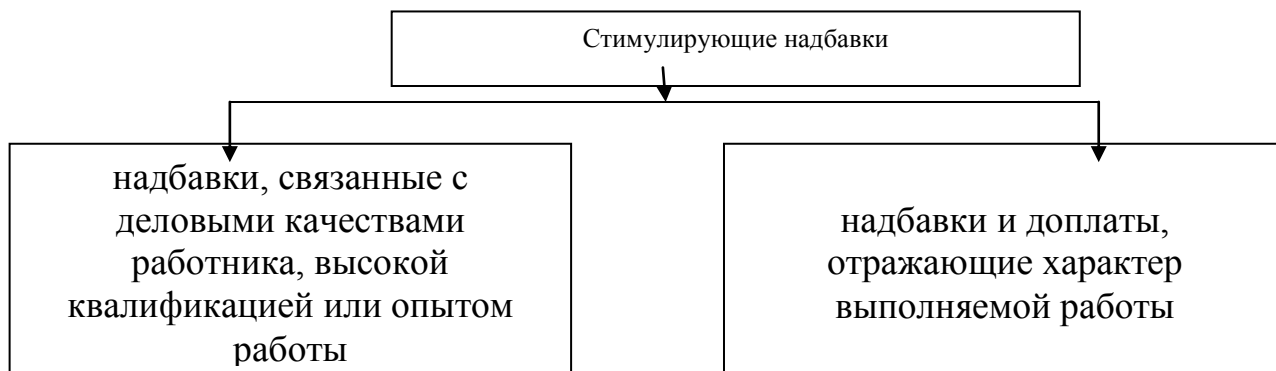 Стимулирующие надбавки
надбавки, связанные с
деловыми качествами
работника, высокой
квалификацией или опытом
работы
надбавки и доплаты,
отражающие характер
выполняемой работы